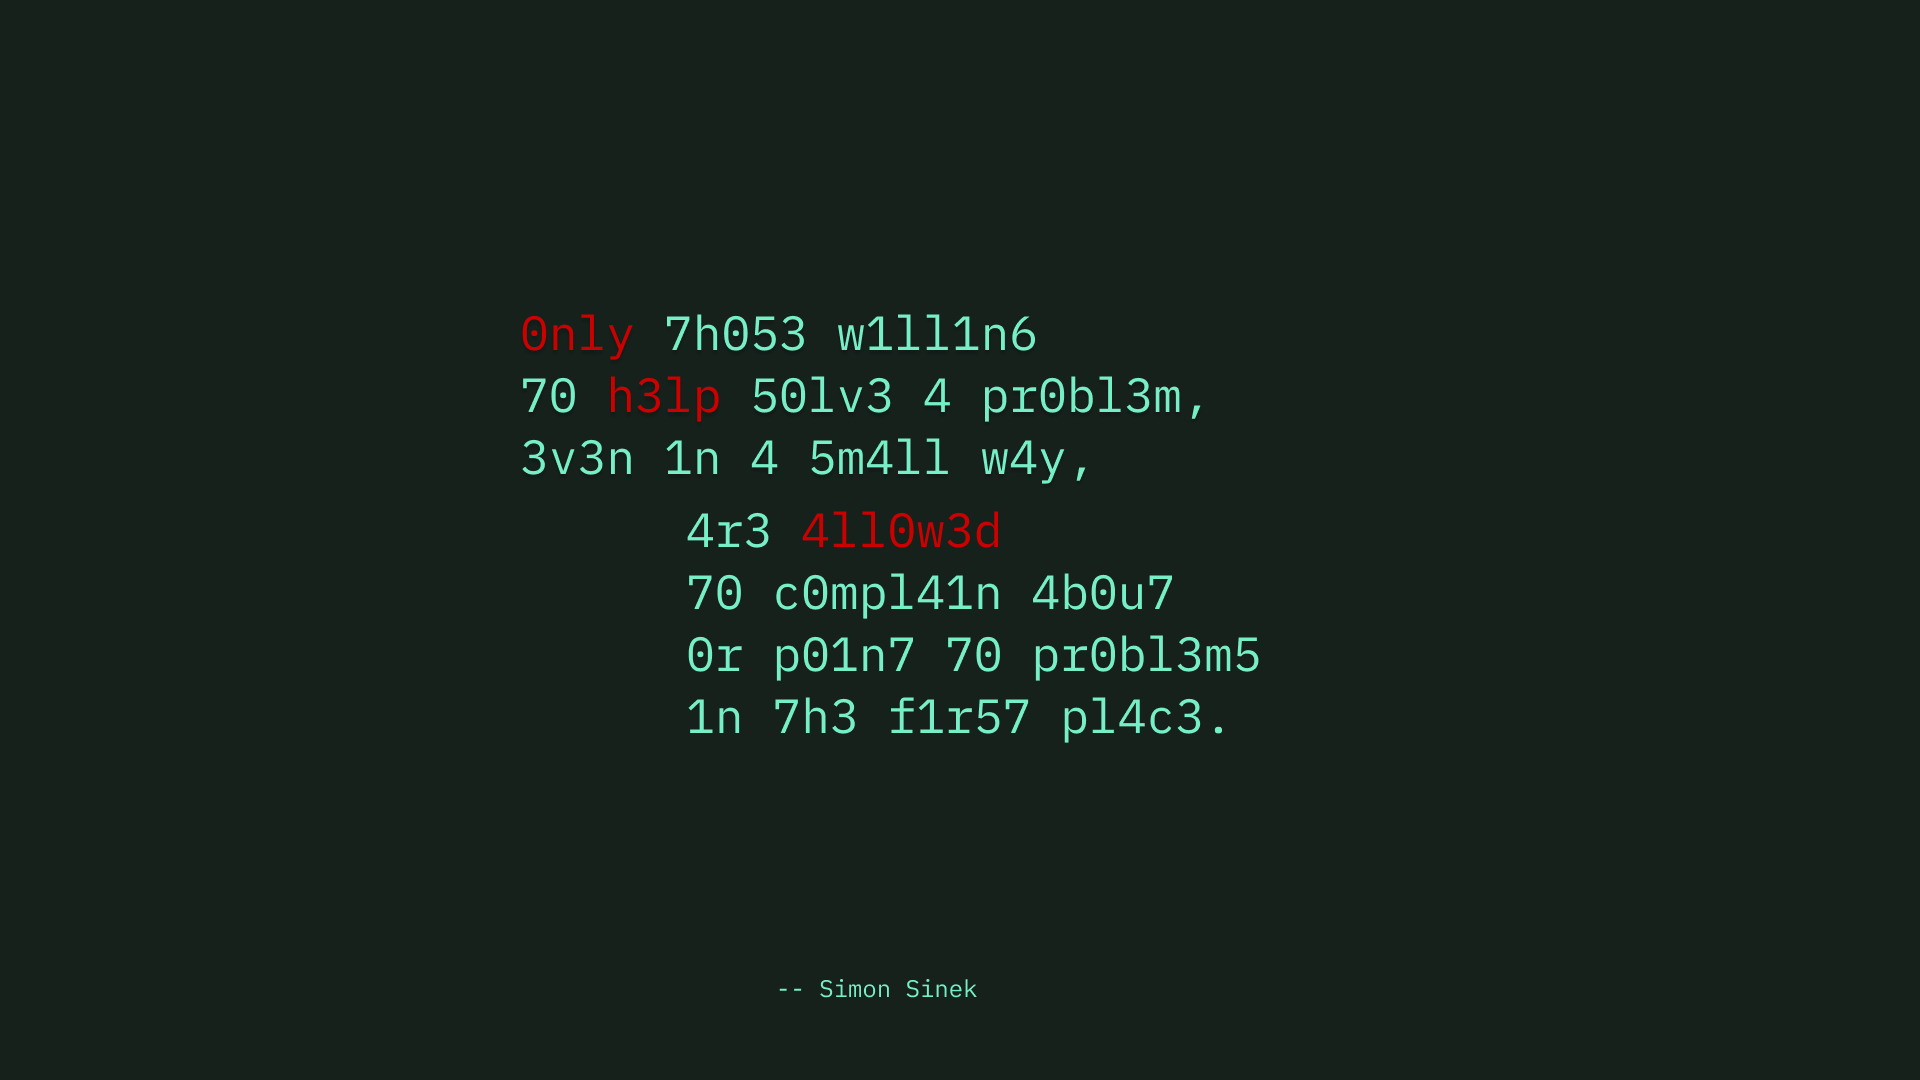 0nly 7h053 w1ll1n6
70 h3lp 50lv3 4 pr0bl3m,
3v3n 1n 4 5m4ll w4y,
4r3 4ll0w3d
70 c0mpl41n 4b0u7
0r p01n7 70 pr0bl3m5
1n 7h3 f1r57 pl4c3.
-- Simon Sinek